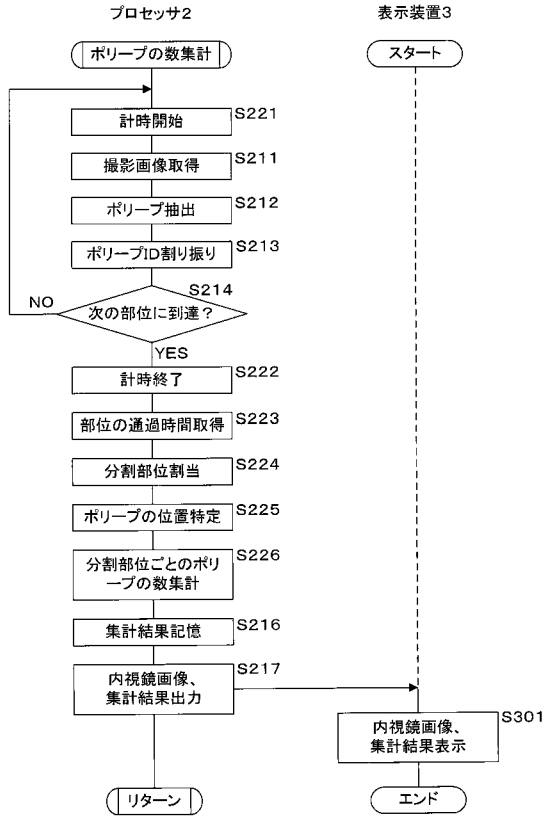 プロセッサ2
表示装置3
ポリープの数集計
スタート
計時開始
S221
撮影画像取得
S211
ポリープ抽出
S212
ポリープID割り振り
S213
S214
NO
次の部位に到達？
YES
計時終了
S222
部位の通過時間取得
S223
分割部位割当
S224
ポリープの位置特定
S225
分割部位ごとのポリ
ープの数集計
S226
集計結果記憶
S216
内視鏡画像、
集計結果出力
S217
内視鏡画像、
集計結果表示
S301
リターン
エンド